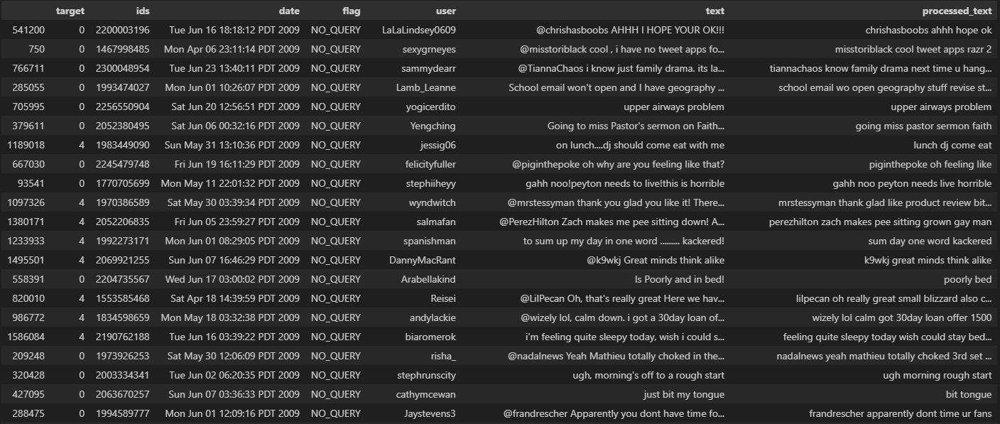 target ids date flag user text processed_text
541200 0 2200003196 Tue Jun 16 18:18:12 PDT 2009 NO_QUERY LaLaLindsey0609 @chrishasboobs AHHH I HOPE YOUR OK!!! chrishasboobs ahhh hope ok
750 0 1467998485 Mon Apr 06 23:11:14 PDT 2009 NO_QUERY sexygrneyes @misstoriblack cool , i have no tweet apps fo... misstoriblack cool tweet apps razr 2
766711 0 2300048954 Tue Jun 23 13:40:11 PDT 2009 NO_QUERY sammydearr @TiannaChaos i know just family drama. its la... tiannachaos know family drama next time u hang...
285055 0 1993474027 Mon Jun 01 10:26:07 PDT 2009 NO_QUERY Lamb_Leanne School email won't open and I have geography ... school email wo open geography stuff revise st...
705995 0 2256550904 Sat Jun 20 12:56:51 PDT 2009 NO_QUERY yogicerdito upper airways problem upper airways problem
379611 0 2052380495 Sat Jun 06 00:32:16 PDT 2009 NO_QUERY Yengching Going to miss Pastor's sermon on Faith... going miss pastor sermon faith
1189018 4 1983449090 Sun May 31 13:10:36 PDT 2009 NO_QUERY jessig06 on lunch....dj should come eat with me lunch dj come eat
667030 0 2245479748 Fri Jun 19 16:11:29 PDT 2009 NO_QUERY felicityfuller @piginthepoke oh why are you feeling like that? piginthepoke oh feeling like
93541 0 1770705699 Mon May 11 22:01:32 PDT 2009 NO_QUERY stephiiheyy gahh noo!peyton needs to live!this is horrible gahh noo peyton needs live horrible
1097326 4 1970386589 Sat May 30 03:39:34 PDT 2009 NO_QUERY wyndwitch @mrstessyman thank you glad you like it! There... mrstessyman thank glad like product review bit...
1380171 4 2052206835 Fri Jun 05 23:59:27 PDT 2009 NO_QUERY salmafan @PerezHilton Zach makes me pee sitting down! A... perezhilton zach makes pee sitting grown gay man
1233933 4 1992273171 Mon Jun 01 08:29:05 PDT 2009 NO_QUERY spanishman to sum up my day in one word ......... kackered! sum day one word kackered
1495501 4 2069921255 Sun Jun 07 16:46:29 PDT 2009 NO_QUERY DannyMacRant @k9wkj Great minds think alike k9wkj great minds think alike
558391 0 2204735567 Wed Jun 17 03:00:02 PDT 2009 NO_QUERY Arabellakind Is Poorly and in bed! poorly bed
820010 4 1553585468 Sat Apr 18 14:39:59 PDT 2009 NO_QUERY Reisei @LilPecan Oh, that's really great Here we hav... lilpecan oh really great small blizzard also c...
986772 4 1834598659 Mon May 18 03:32:38 PDT 2009 NO_QUERY andylackie @wizely lol, calm down. i got a 30day loan of... wizely lol calm got 30day loan offer 1500
1586084 4 2190762188 Tue Jun 16 03:39:22 PDT 2009 NO_QUERY biaromerok i'm feeling quite sleepy today, wish i could s... feeling quite sleepy today wish could stay bed...
209248 0 1973926253 Sat May 30 12:06:09 PDT 2009 NO_QUERY risha_ @nadalnews Yeah Mathieu totally choked in the... nadalnews yeah mathieu totally choked 3rd set ...
320428 0 2003334341 Tue Jun 02 06:20:35 PDT 2009 NO_QUERY stephrunscity ugh, morning's off to a rough start ugh morning rough start
427095 0 2063670257 Sun Jun 07 03:36:33 PDT 2009 NO_QUERY cathymcewan just bit my tongue bit tongue
288475 0 1994589777 Mon Jun 01 12:09:16 PDT 2009 NO_QUERY Jaystevens3 @frandrescher Apparently you dont have time fo... frandrescher apparently dont time ur fans